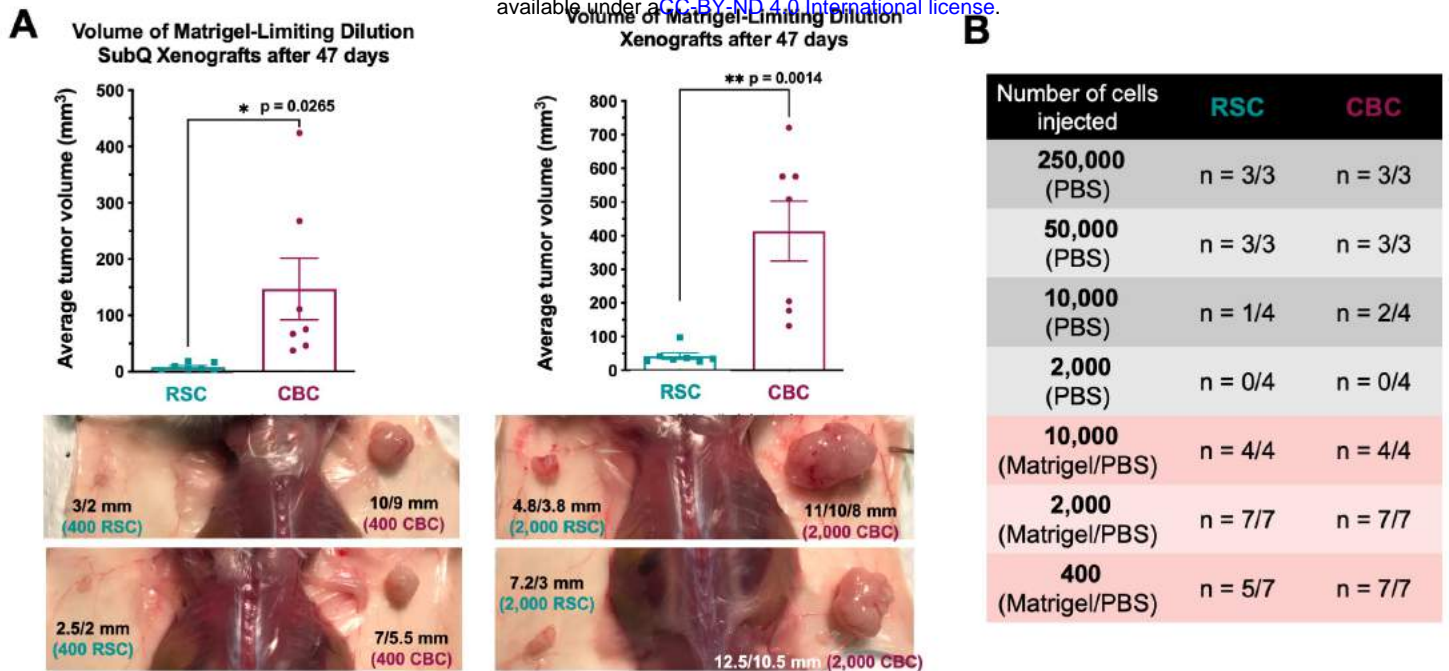 available under aCC-BY-ND 4.0 International license.
A
Volume of Matrigel-Limiting Dilution
SubQ Xenografts after 47 days
Average tumor volume (mm³)
500
400
300
200
100
0
* p = 0.0265
RSC
CBC
Volume of Matrigel-Limiting Dilution
Xenografts after 47 days
Average tumor volume (mm³)
800
700
600
500
400
300
200
100
0
** p = 0.0014
RSC
CBC
3/2 mm
(400 RSC)
10/9 mm
(400 CBC)
2.5/2 mm
(400 RSC)
7/5.5 mm
(400 CBC)
4.8/3.8 mm
(2,000 RSC)
11/10/8 mm
(2,000 CBC)
7.2/3 mm
(2,000 RSC)
12.5/10.5 mm (2,000 CBC)
B
Number of cells
injected
RSC
CBC
250,000
(PBS)
n = 3/3
n = 3/3
50,000
(PBS)
n = 3/3
n = 3/3
10,000
(PBS)
n = 1/4
n = 2/4
2,000
(PBS)
n = 0/4
n = 0/4
10,000
(Matrigel/PBS)
n = 4/4
n = 4/4
2,000
(Matrigel/PBS)
n = 7/7
n = 7/7
400
(Matrigel/PBS)
n = 5/7
n = 7/7